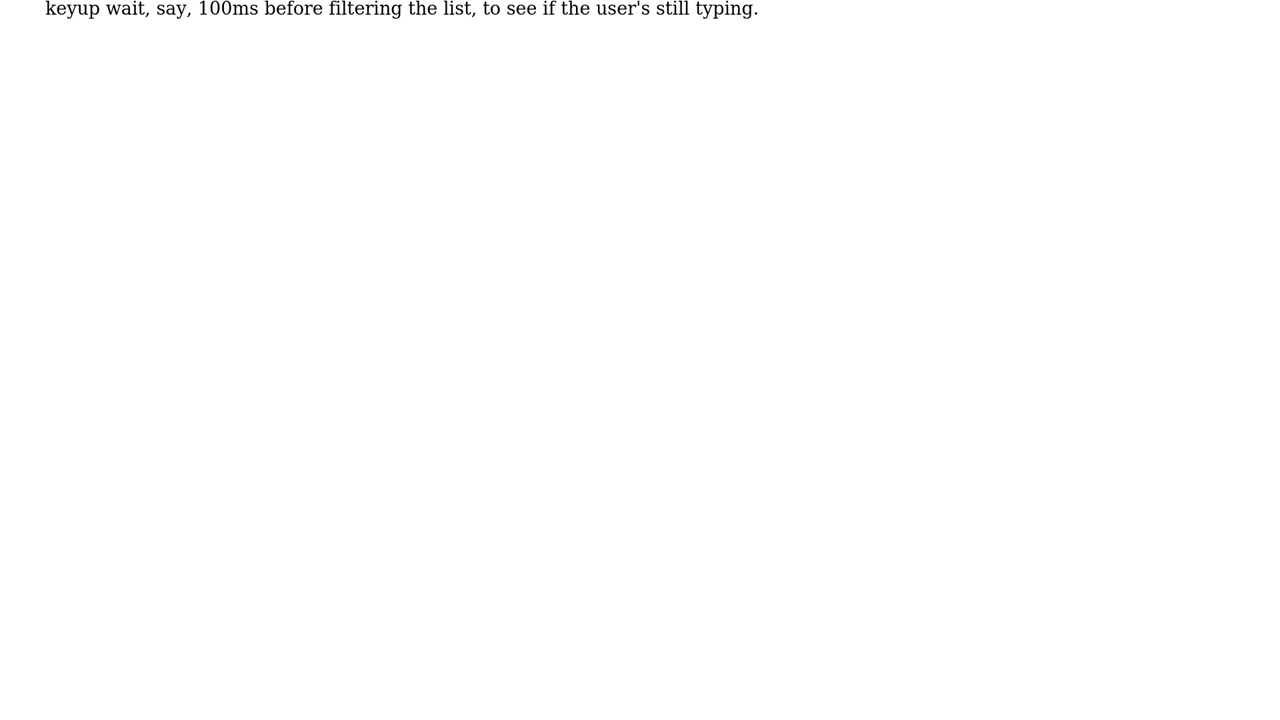 keyup wait, say, 100ms before filtering the list, to see if the user's still typing.